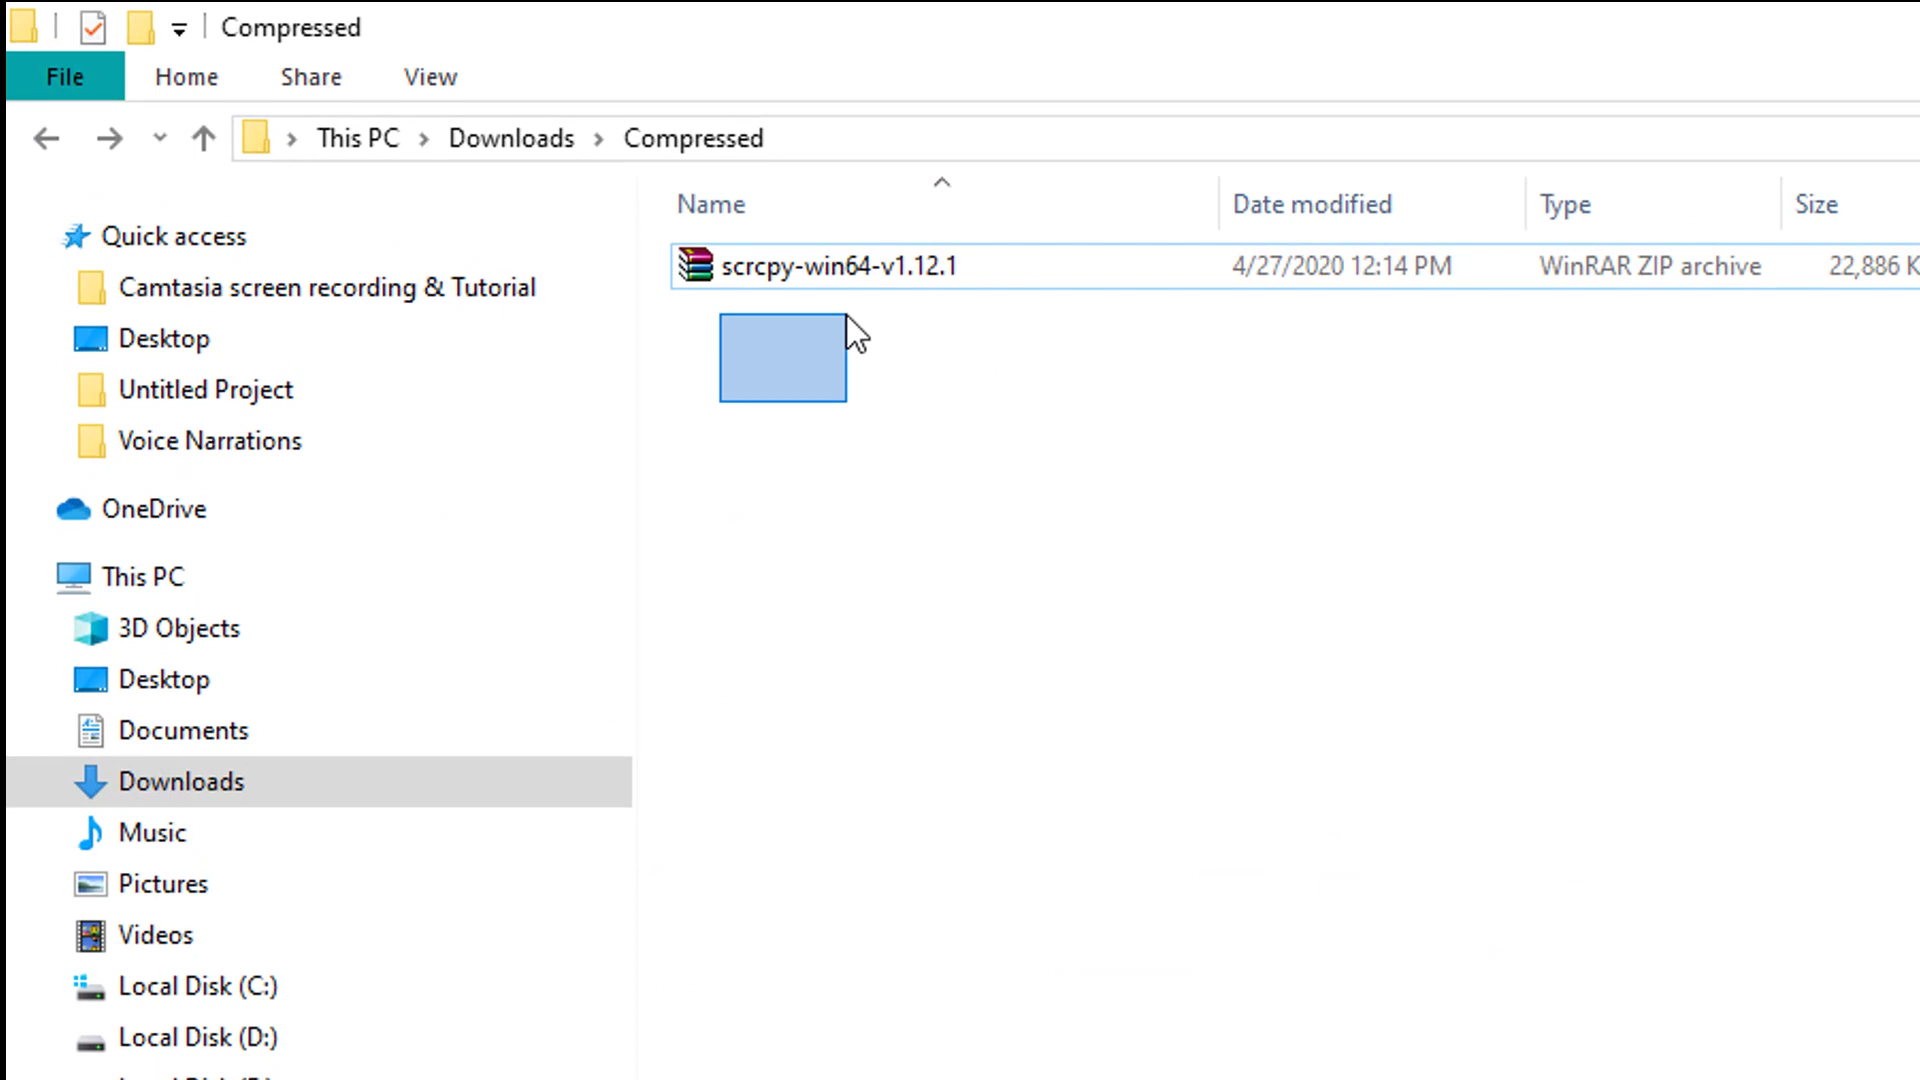 Compressed
File Home Share View
This PC Downloads Compressed
Name Date modified Type Size
scrcpy-win64-v1.12.1 4/27/2020 12:14 PM WinRAR ZIP archive 22,886 K
Quick access
Camtasia screen recording & Tutorial
Desktop
Untitled Project
Voice Narrations
OneDrive
This PC
3D Objects
Desktop
Documents
Downloads
Music
Pictures
Videos
Local Disk (C:)
Local Disk (D:)